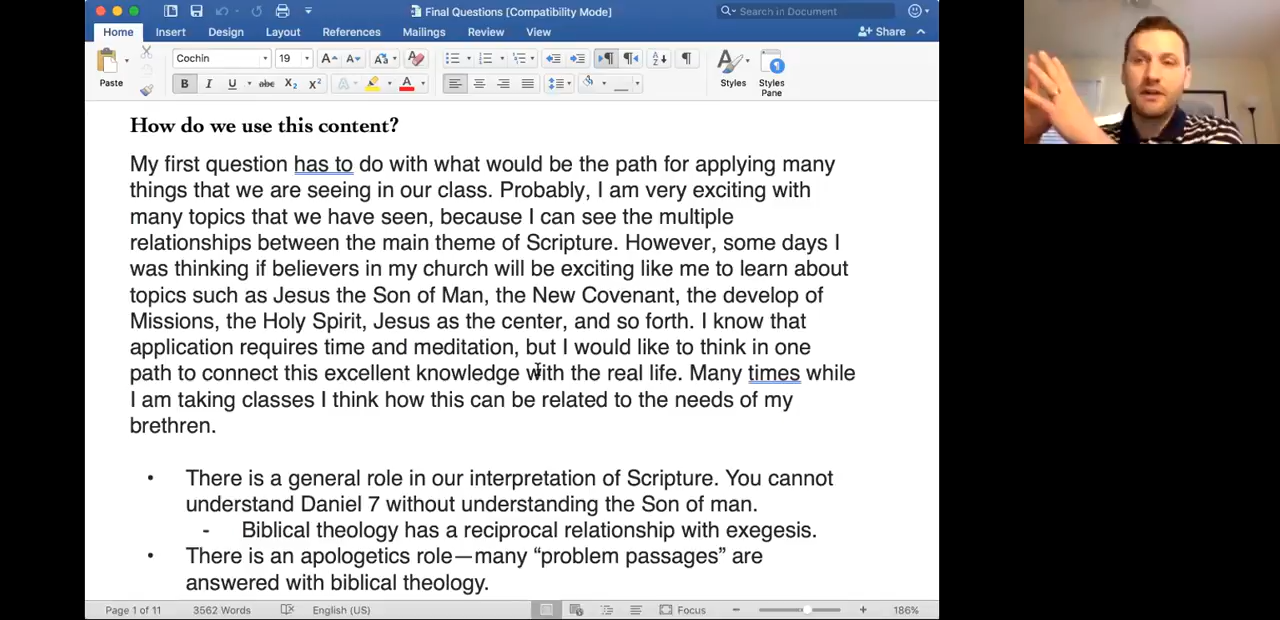 Final Questions [Compatibility Mode]
Search in Document
Home Insert Design Layout References Mailings Review View Share
Cochin 19
Paste B I U abc X₂ X² A A Styles Styles Pane
How do we use this content?
My first question has to do with what would be the path for applying many
things that we are seeing in our class. Probably, I am very exciting with
many topics that we have seen, because I can see the multiple
relationships between the main theme of Scripture. However, some days I
was thinking if believers in my church will be exciting like me to learn about
topics such as Jesus the Son of Man, the New Covenant, the develop of
Missions, the Holy Spirit, Jesus as the center, and so forth. I know that
application requires time and meditation, but I would like to think in one
path to connect this excellent knowledge with the real life. Many times while
I am taking classes I think how this can be related to the needs of my
brethren.
• There is a general role in our interpretation of Scripture. You cannot
understand Daniel 7 without understanding the Son of man.
- Biblical theology has a reciprocal relationship with exegesis.
• There is an apologetics role—many “problem passages” are
answered with biblical theology.
Page 1 of 11 3562 Words English (US) Focus 186%